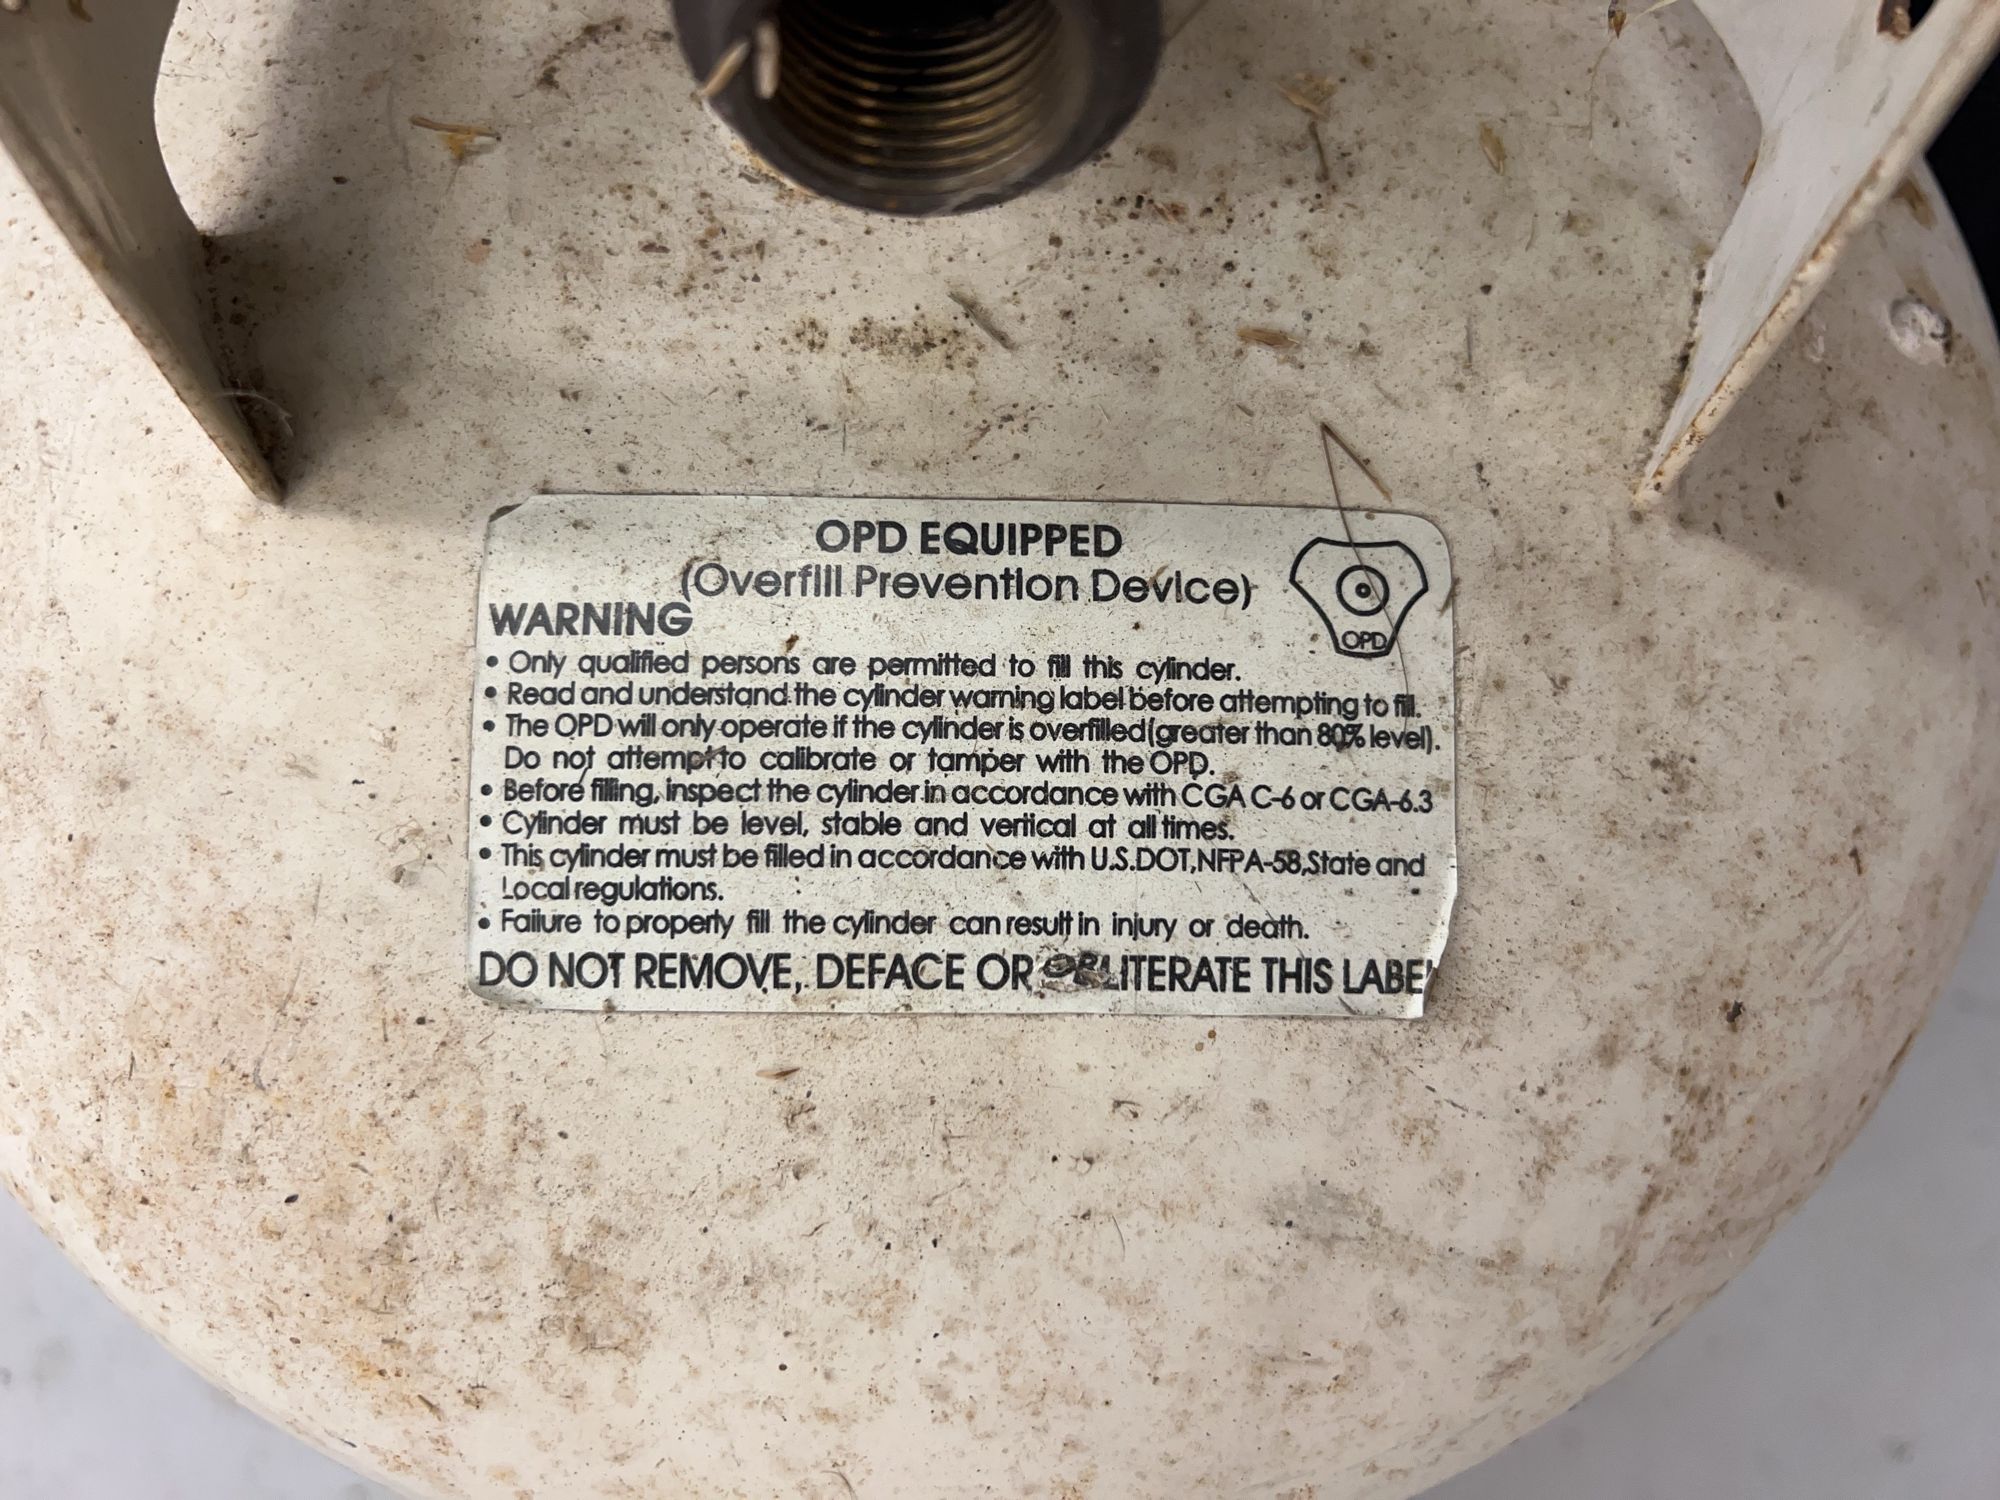 OPD EQUIPPED
(Overfill Prevention Device)
OPD
WARNING
• Only qualified persons are permitted to fill this cylinder.
• Read and understand the cylinder warning label before attempting to fill.
• The OPD will only operate if the cylinder is overfilled (greater than 80% level).
Do not attempt to calibrate or tamper with the OPD.
• Before filling, inspect the cylinder in accordance with CGA C-6 or CGA-6.3
• Cylinder must be level, stable and vertical at all times.
• This cylinder must be filled in accordance with U.S.DOT,NFPA-58,State and
Local regulations.
• Failure to properly fill the cylinder can result in injury or death.
DO NOT REMOVE, DEFACE OR OBLITERATE THIS LABEL